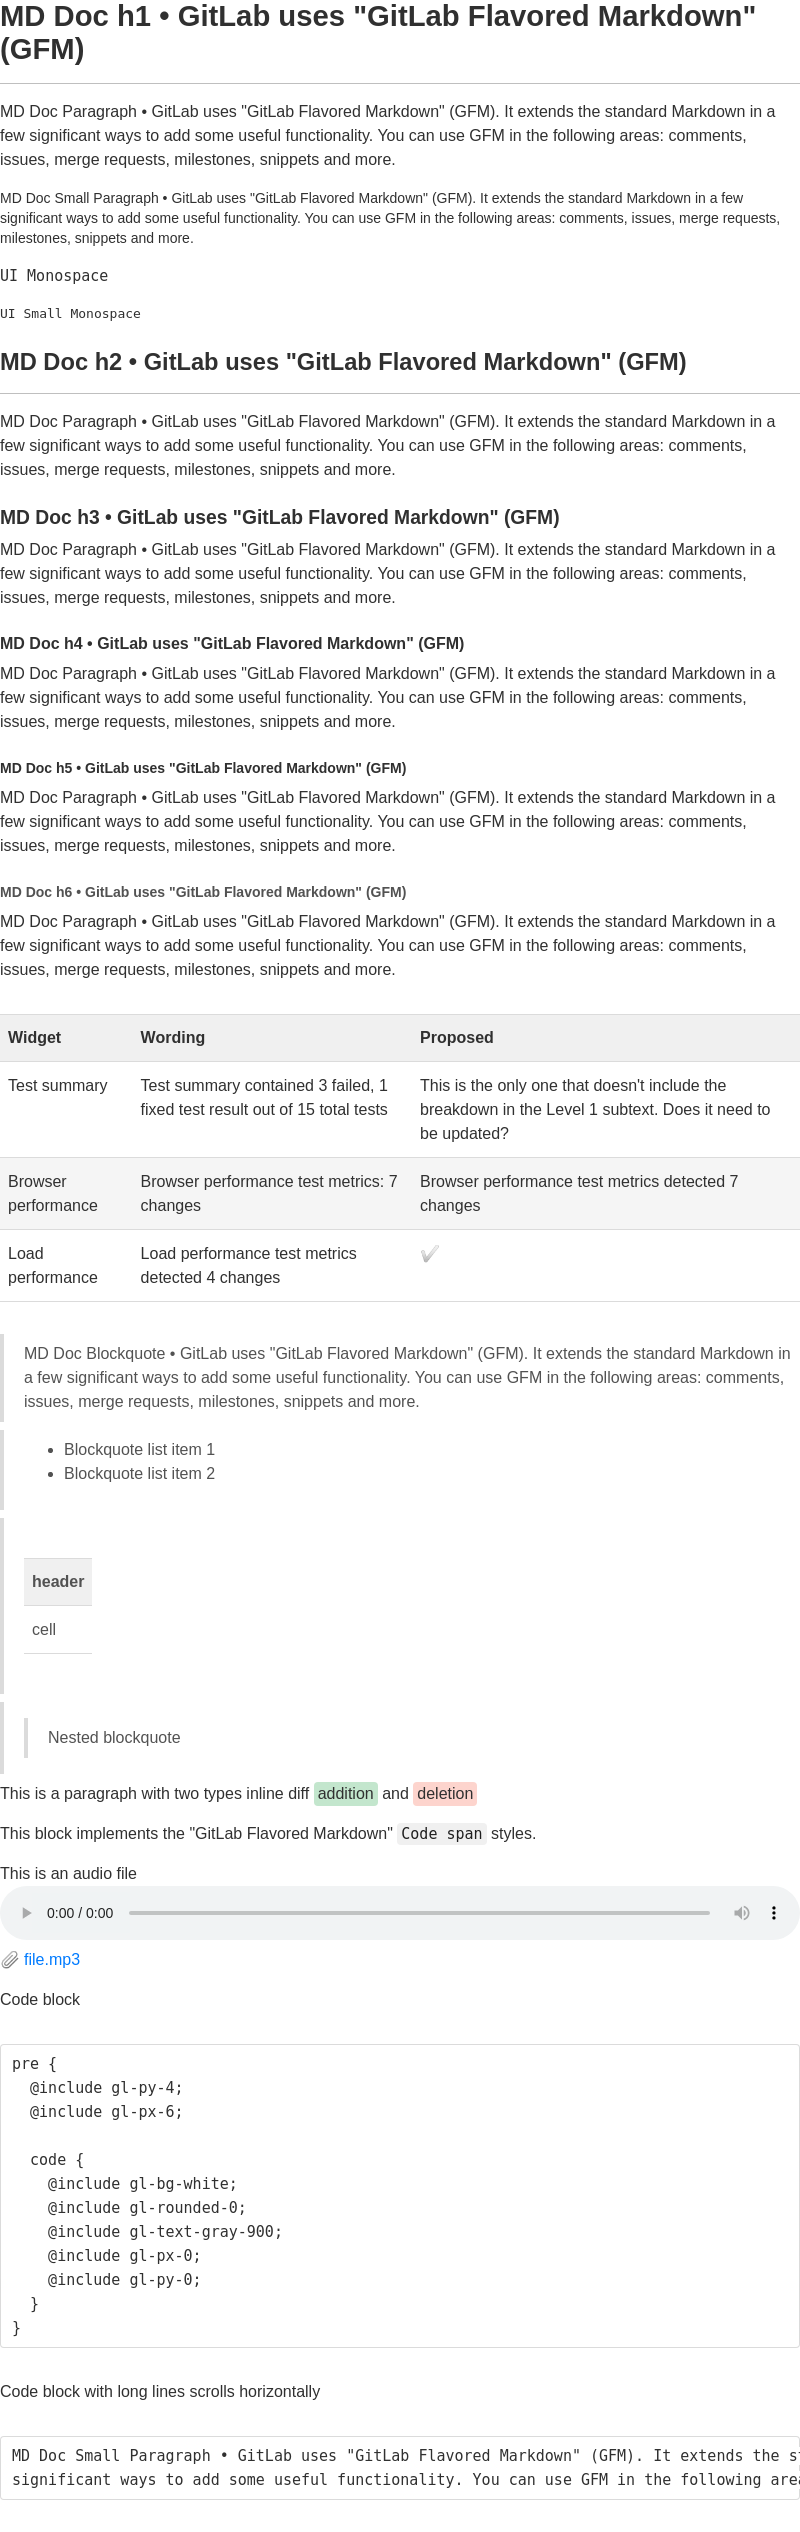 MD Doc h1 • GitLab uses "GitLab Flavored Markdown"
(GFM)
MD Doc Paragraph • GitLab uses "GitLab Flavored Markdown" (GFM). It extends the standard Markdown in a
few significant ways to add some useful functionality. You can use GFM in the following areas: comments,
issues, merge requests, milestones, snippets and more.
MD Doc Small Paragraph • GitLab uses "GitLab Flavored Markdown" (GFM). It extends the standard Markdown in a few
significant ways to add some useful functionality. You can use GFM in the following areas: comments, issues, merge requests,
milestones, snippets and more.
UI Monospace
UI Small Monospace
MD Doc h2 • GitLab uses "GitLab Flavored Markdown" (GFM)
MD Doc Paragraph • GitLab uses "GitLab Flavored Markdown" (GFM). It extends the standard Markdown in a
few significant ways to add some useful functionality. You can use GFM in the following areas: comments,
issues, merge requests, milestones, snippets and more.
MD Doc h3 • GitLab uses "GitLab Flavored Markdown" (GFM)
MD Doc Paragraph • GitLab uses "GitLab Flavored Markdown" (GFM). It extends the standard Markdown in a
few significant ways to add some useful functionality. You can use GFM in the following areas: comments,
issues, merge requests, milestones, snippets and more.
MD Doc h4 • GitLab uses "GitLab Flavored Markdown" (GFM)
MD Doc Paragraph • GitLab uses "GitLab Flavored Markdown" (GFM). It extends the standard Markdown in a
few significant ways to add some useful functionality. You can use GFM in the following areas: comments,
issues, merge requests, milestones, snippets and more.
MD Doc h5 • GitLab uses "GitLab Flavored Markdown" (GFM)
MD Doc Paragraph • GitLab uses "GitLab Flavored Markdown" (GFM). It extends the standard Markdown in a
few significant ways to add some useful functionality. You can use GFM in the following areas: comments,
issues, merge requests, milestones, snippets and more.
MD Doc h6 • GitLab uses "GitLab Flavored Markdown" (GFM)
MD Doc Paragraph • GitLab uses "GitLab Flavored Markdown" (GFM). It extends the standard Markdown in a
few significant ways to add some useful functionality. You can use GFM in the following areas: comments,
issues, merge requests, milestones, snippets and more.
Widget Wording Proposed
Test summary Test summary contained 3 failed, 1 This is the only one that doesn't include the
fixed test result out of 15 total tests breakdown in the Level 1 subtext. Does it need to
be updated?
Browser Browser performance test metrics: 7 Browser performance test metrics detected 7
performance changes changes
Load Load performance test metrics ✔
performance detected 4 changes
MD Doc Blockquote • GitLab uses "GitLab Flavored Markdown" (GFM). It extends the standard Markdown in
a few significant ways to add some useful functionality. You can use GFM in the following areas: comments,
issues, merge requests, milestones, snippets and more.
• Blockquote list item 1
• Blockquote list item 2
header
cell
Nested blockquote
This is a paragraph with two types inline diff addition and deletion
This block implements the "GitLab Flavored Markdown" Code span styles.
This is an audio file
0:00 / 0:00
file.mp3
Code block
pre {
  @include gl-py-4;
  @include gl-px-6;

  code {
    @include gl-bg-white;
    @include gl-rounded-0;
    @include gl-text-gray-900;
    @include gl-px-0;
    @include gl-py-0;
  }
}
Code block with long lines scrolls horizontally
MD Doc Small Paragraph • GitLab uses "GitLab Flavored Markdown" (GFM). It extends the
significant ways to add some useful functionality. You can use GFM in the following